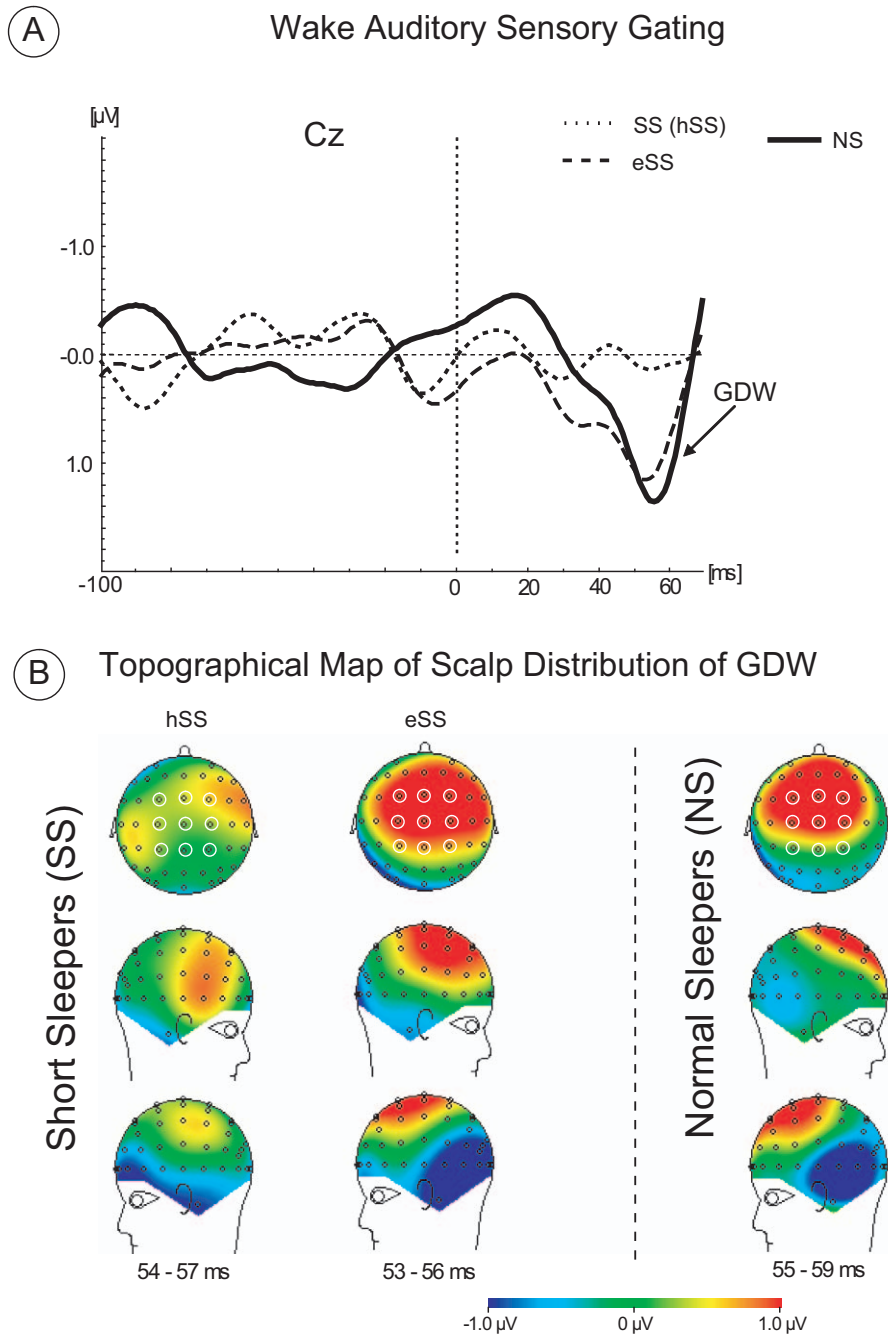 A
Wake Auditory Sensory Gating
[µV]
Cz
SS (hSS)
eSS
NS
-1.0
-0.0
1.0
GDW
-100
0
20
40
60
[ms]
B
Topographical Map of Scalp Distribution of GDW
hSS
eSS
Short Sleepers (SS)
Normal Sleepers (NS)
54 - 57 ms
53 - 56 ms
55 - 59 ms
-1.0 µV
0 µV
1.0 µV